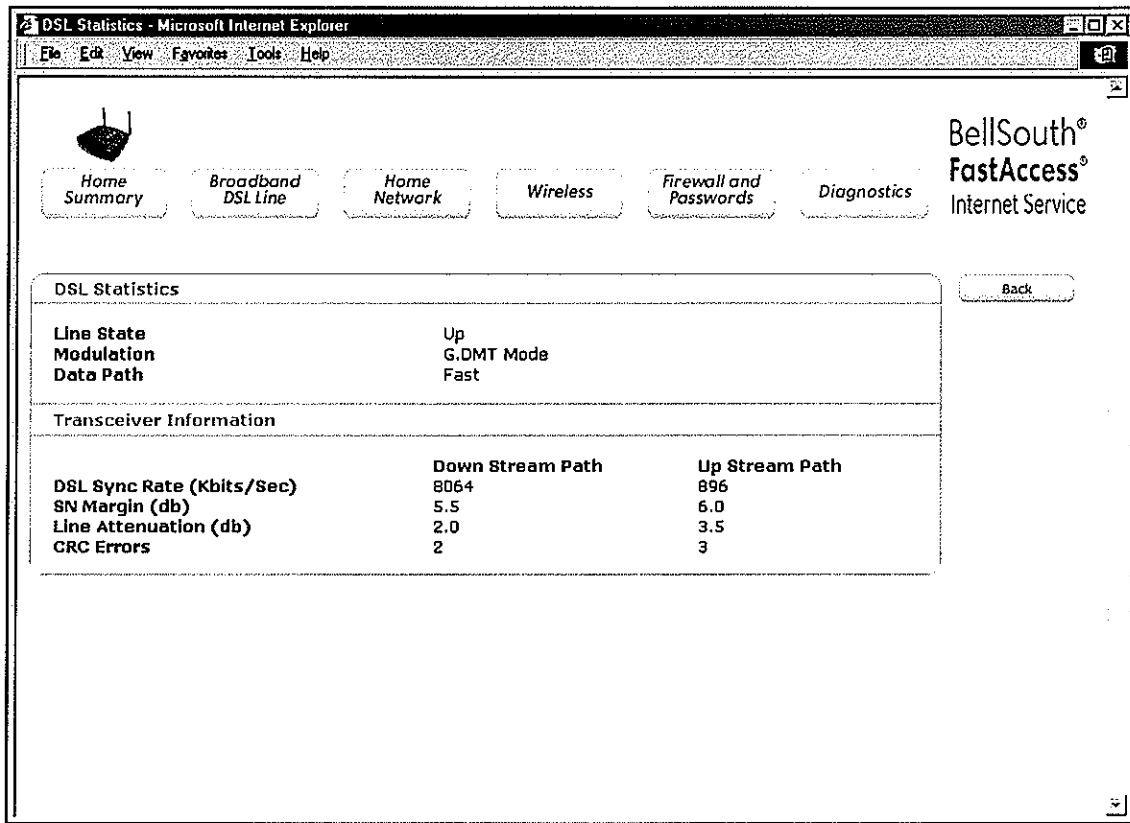 DSL Statistics - Microsoft Internet Explorer
File Edit View Favorites Tools Help
BellSouth®
FastAccess®
Internet Service
Home Summary
Broadband DSL Line
Home Network
Wireless
Firewall and Passwords
Diagnostics
DSL Statistics
Back
Line State Up
Modulation G.DMT Mode
Data Path Fast
Transceiver Information
Down Stream Path Up Stream Path
DSL Sync Rate (Kbits/Sec) 8064 896
SN Margin (db) 5.5 6.0
Line Attenuation (db) 2.0 3.5
CRC Errors 2 3